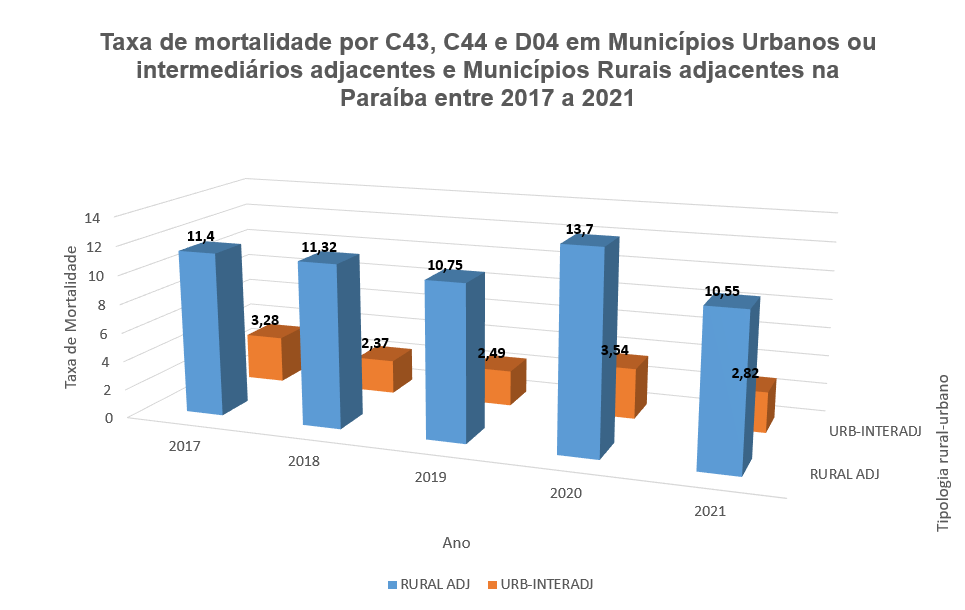 Taxa de mortalidade por C43, C44 e D04 em Municípios Urbanos ou
intermediários adjacentes e Municípios Rurais adjacentes na
Paraíba entre 2017 a 2021
Taxa de Mortalidade
14
12
10
8
6
4
2
0
11,4
11,32
10,75
13,7
10,55
3,28
2,37
2,49
3,54
2,82
2017
2018
2019
2020
2021
URB-INTERADJ
RURAL ADJ
Tipologia rural-urbano
Ano
RURAL ADJ
URB-INTERADJ